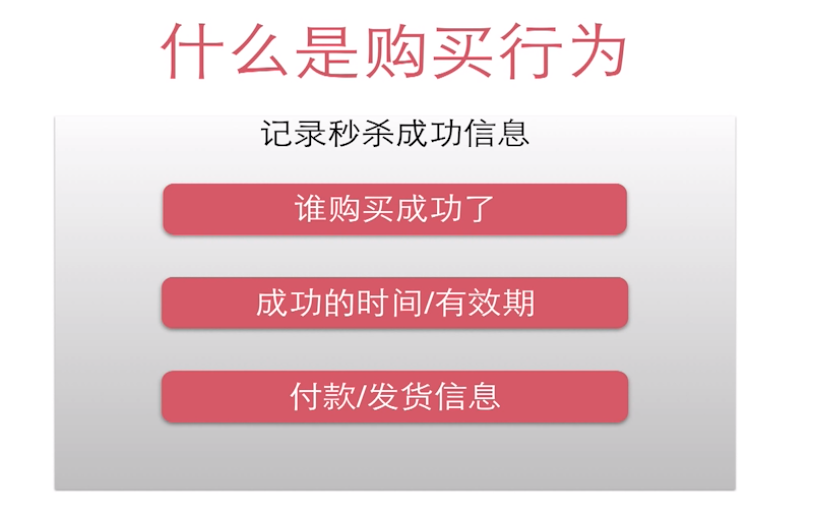 什么是购买行为
记录秒杀成功信息
谁购买成功了
成功的时间/有效期
付款/发货信息